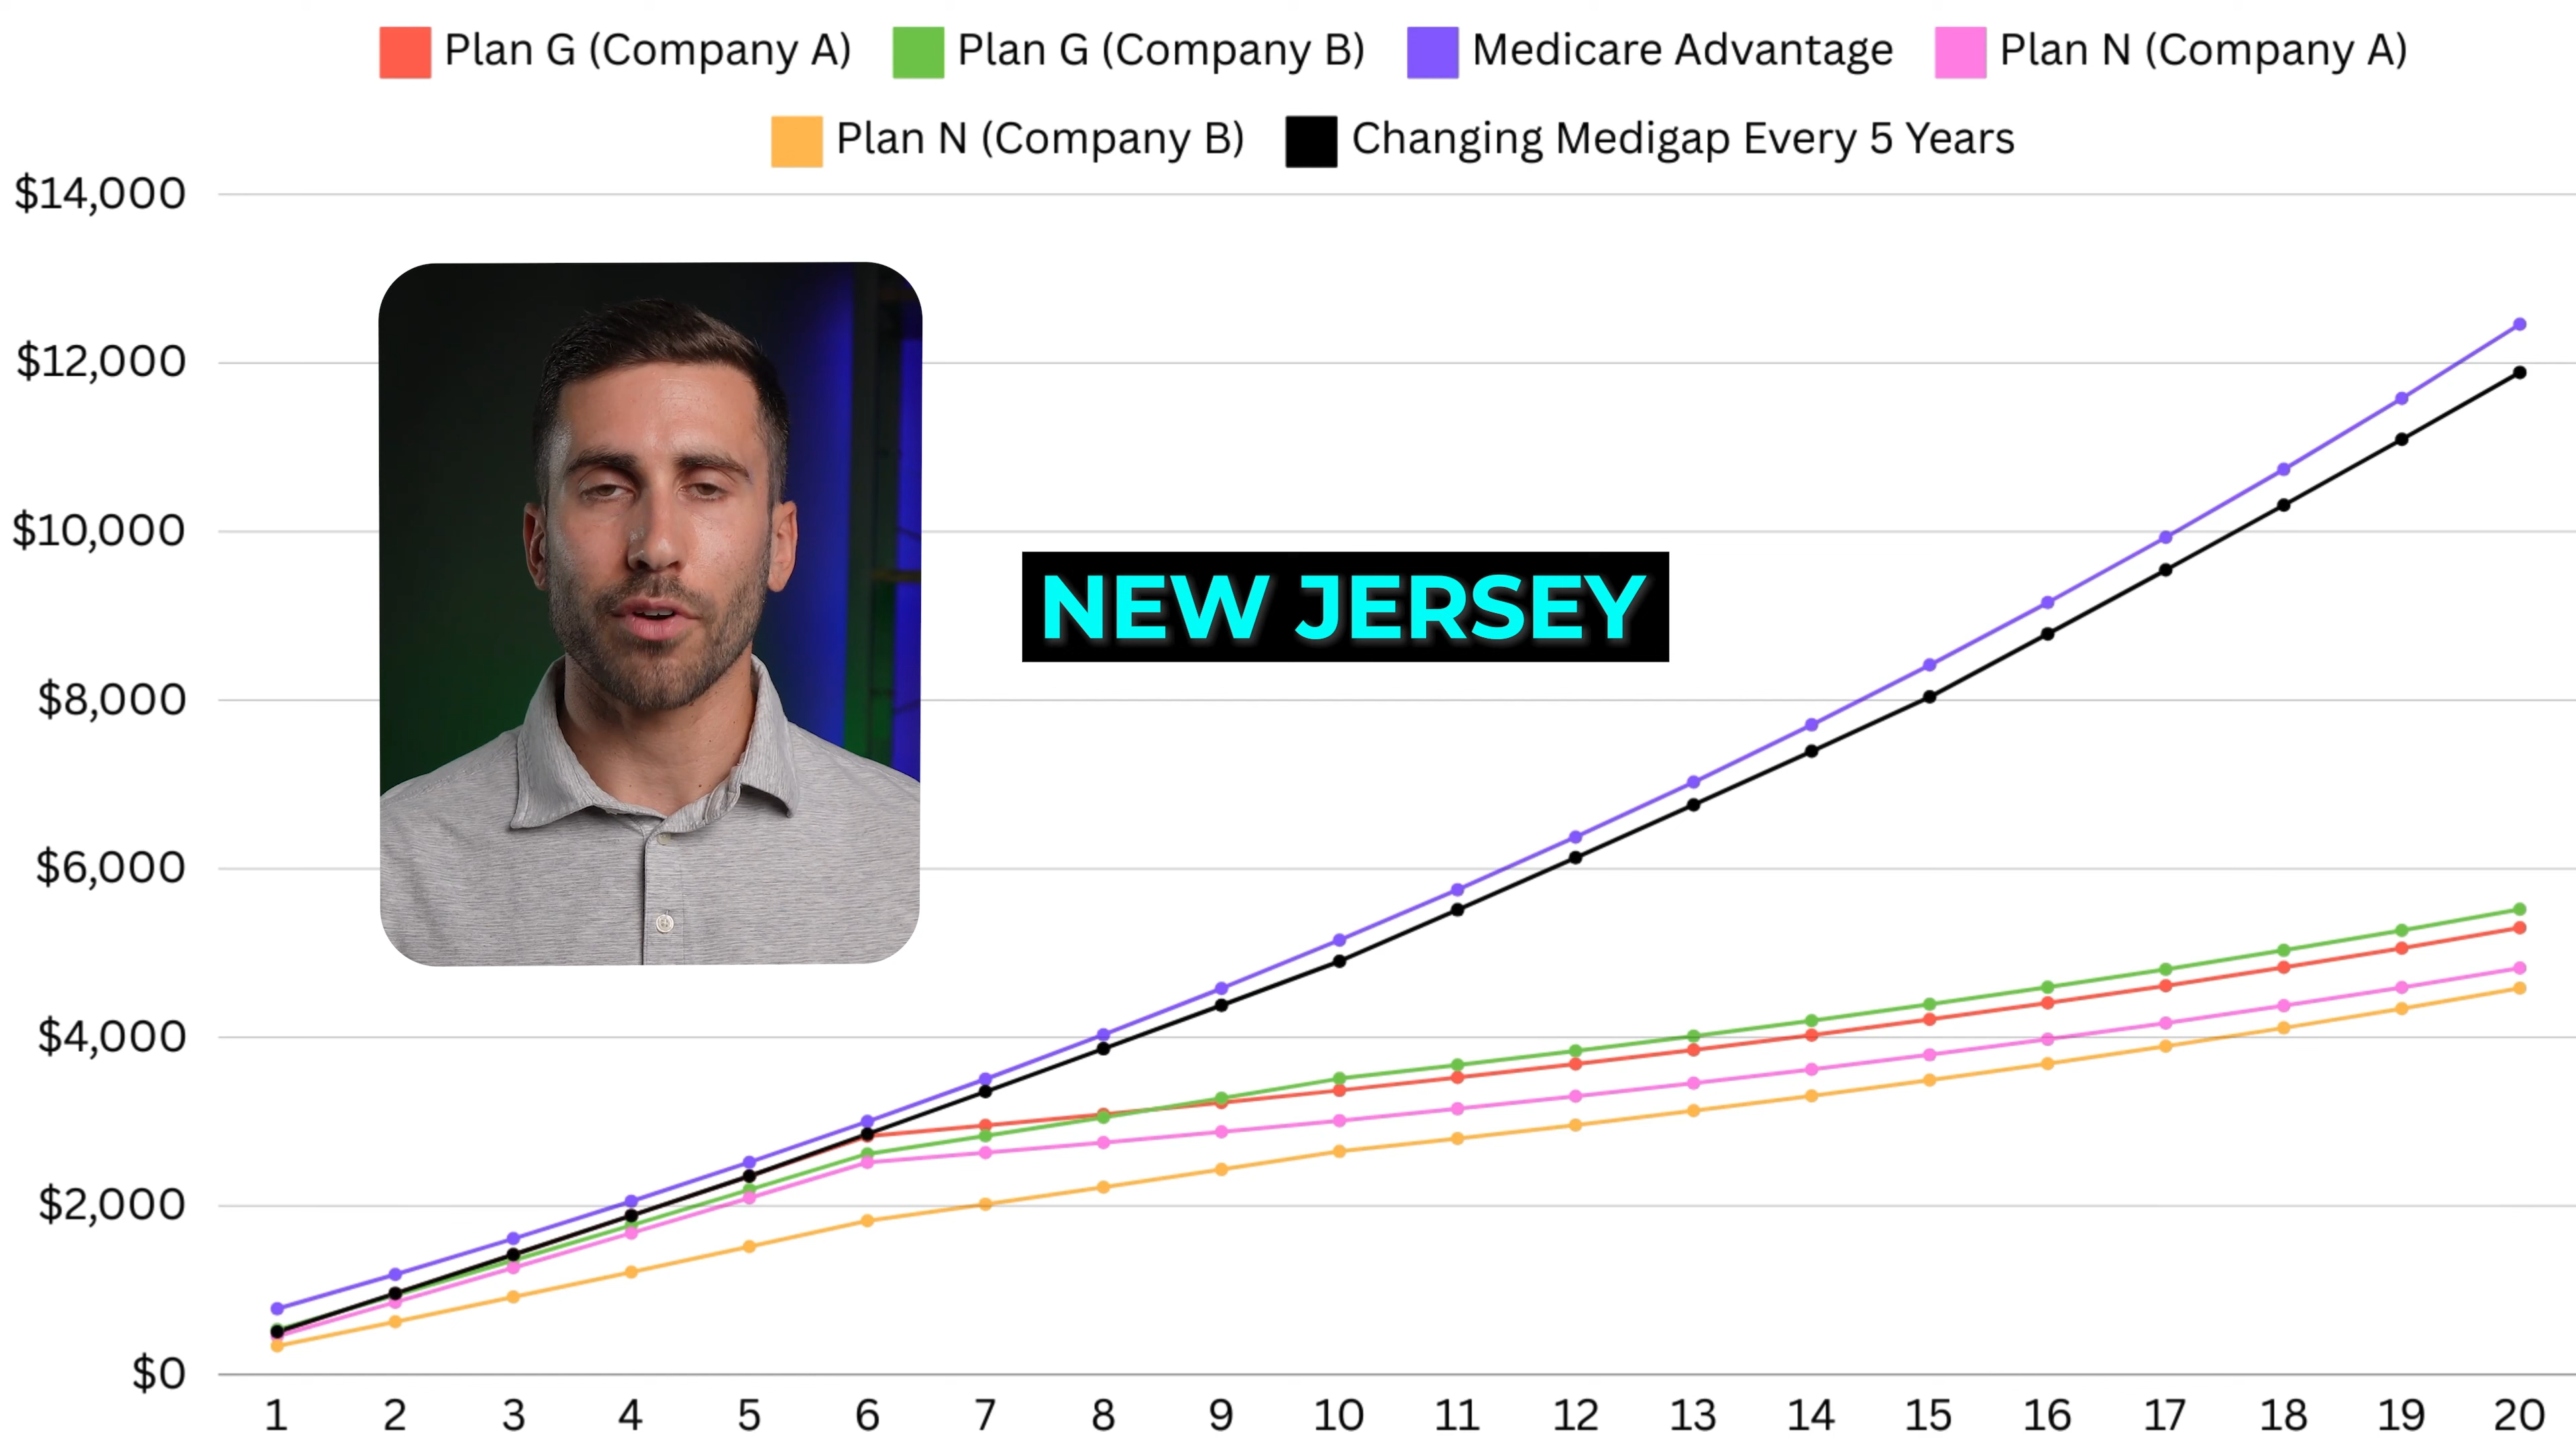 Plan G (Company A) Plan G (Company B) Medicare Advantage Plan N (Company A)
Plan N (Company B) Changing Medigap Every 5 Years
$14,000
$12,000
$10,000
NEW JERSEY
$8,000
$6,000
$4,000
$2,000
$0
1 2 3 4 5 6 7 8 9 10 11 12 13 14 15 16 17 18 19 20